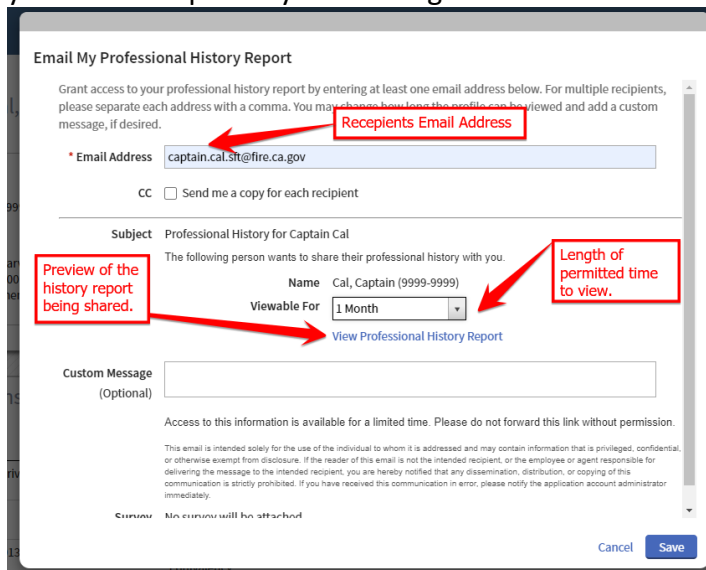 Email My Professional History Report
Grant access to your professional history report by entering at least one email address below. For multiple recipients,
please separate each address with a comma. You may change how long the profile can be viewed and add a custom
message, if desired.
Recepients Email Address
* Email Address captain.cal.sft@fire.ca.gov
CC Send me a copy for each recipient
Subject Professional History for Captain Cal
The following person wants to share their professional history with you.
Length of
permitted time
to view.
Preview of the
history report
being shared.
Name Cal, Captain (9999-9999)
Viewable For 1 Month
View Professional History Report
Custom Message
(Optional)
Access to this information is available for a limited time. Please do not forward this link without permission.
This email is intended solely for the use of the individual to whom it is addressed and may contain information that is privileged, confidential,
or otherwise exempt from disclosure. If the reader of this email is not the intended recipient, or the employee or agent responsible for
delivering the message to the intended recipient, you are hereby notified that any dissemination, distribution, or copying of this
communication is strictly prohibited. If you have received this communication in error, please notify the application account administrator
immediately.
Survey No survey will be attached
Cancel Save